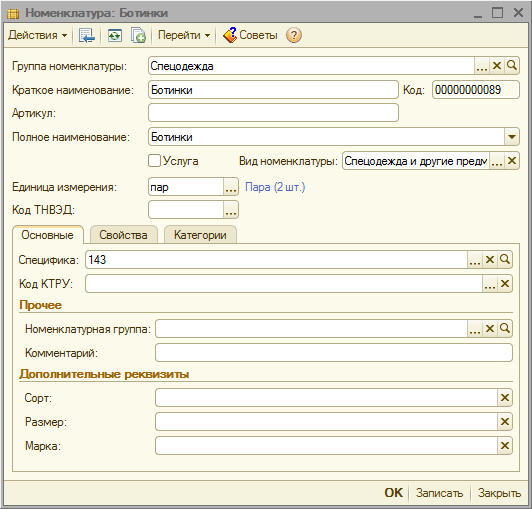 Номенклатура: Ботинки
Действия Перейти Советы ?
Группа номенклатуры: Спецодежда ...
Краткое наименование: Ботинки Код: 00000000089
Артикул:
Полное наименование: Ботинки
Услуга Вид номенклатуры: Спецодежда и другие предм ...
Единица измерения: пар ... Пара (2 шт.)
Код ТНВЭД: ...
Основные Свойства Категории
Специфика: 143 ...
Код КТРУ: ...
Прочее
Номенклатурная группа: ...
Комментарий:
Дополнительные реквизиты
Сорт:
Размер:
Марка:
OK Записать Закрыть